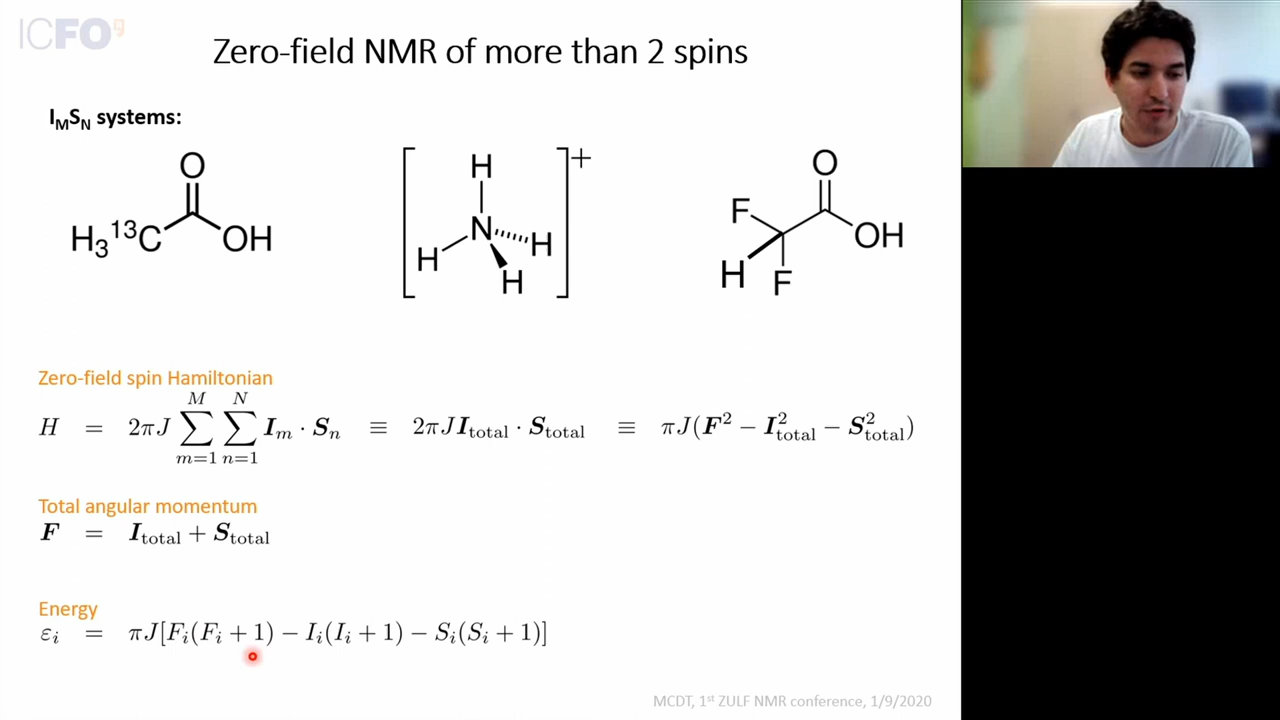 ICFO
Zero-field NMR of more than 2 spins
I_M S_N systems:
O
H₃¹³C
OH
H
N
H
H
H
+
O
F
OH
H
F
Zero-field spin Hamiltonian
H = 2πJ ∑_{m=1}^{M} ∑_{n=1}^{N} I_m · S_n ≡ 2πJ I_total · S_total ≡ πJ(F² − I²_total − S²_total)
Total angular momentum
F = I_total + S_total
Energy
ε_i = πJ[F_i(F_i + 1) − I_i(I_i + 1) − S_i(S_i + 1)]
MCDT, 1ˢᵗ ZULF NMR conference, 1/9/2020